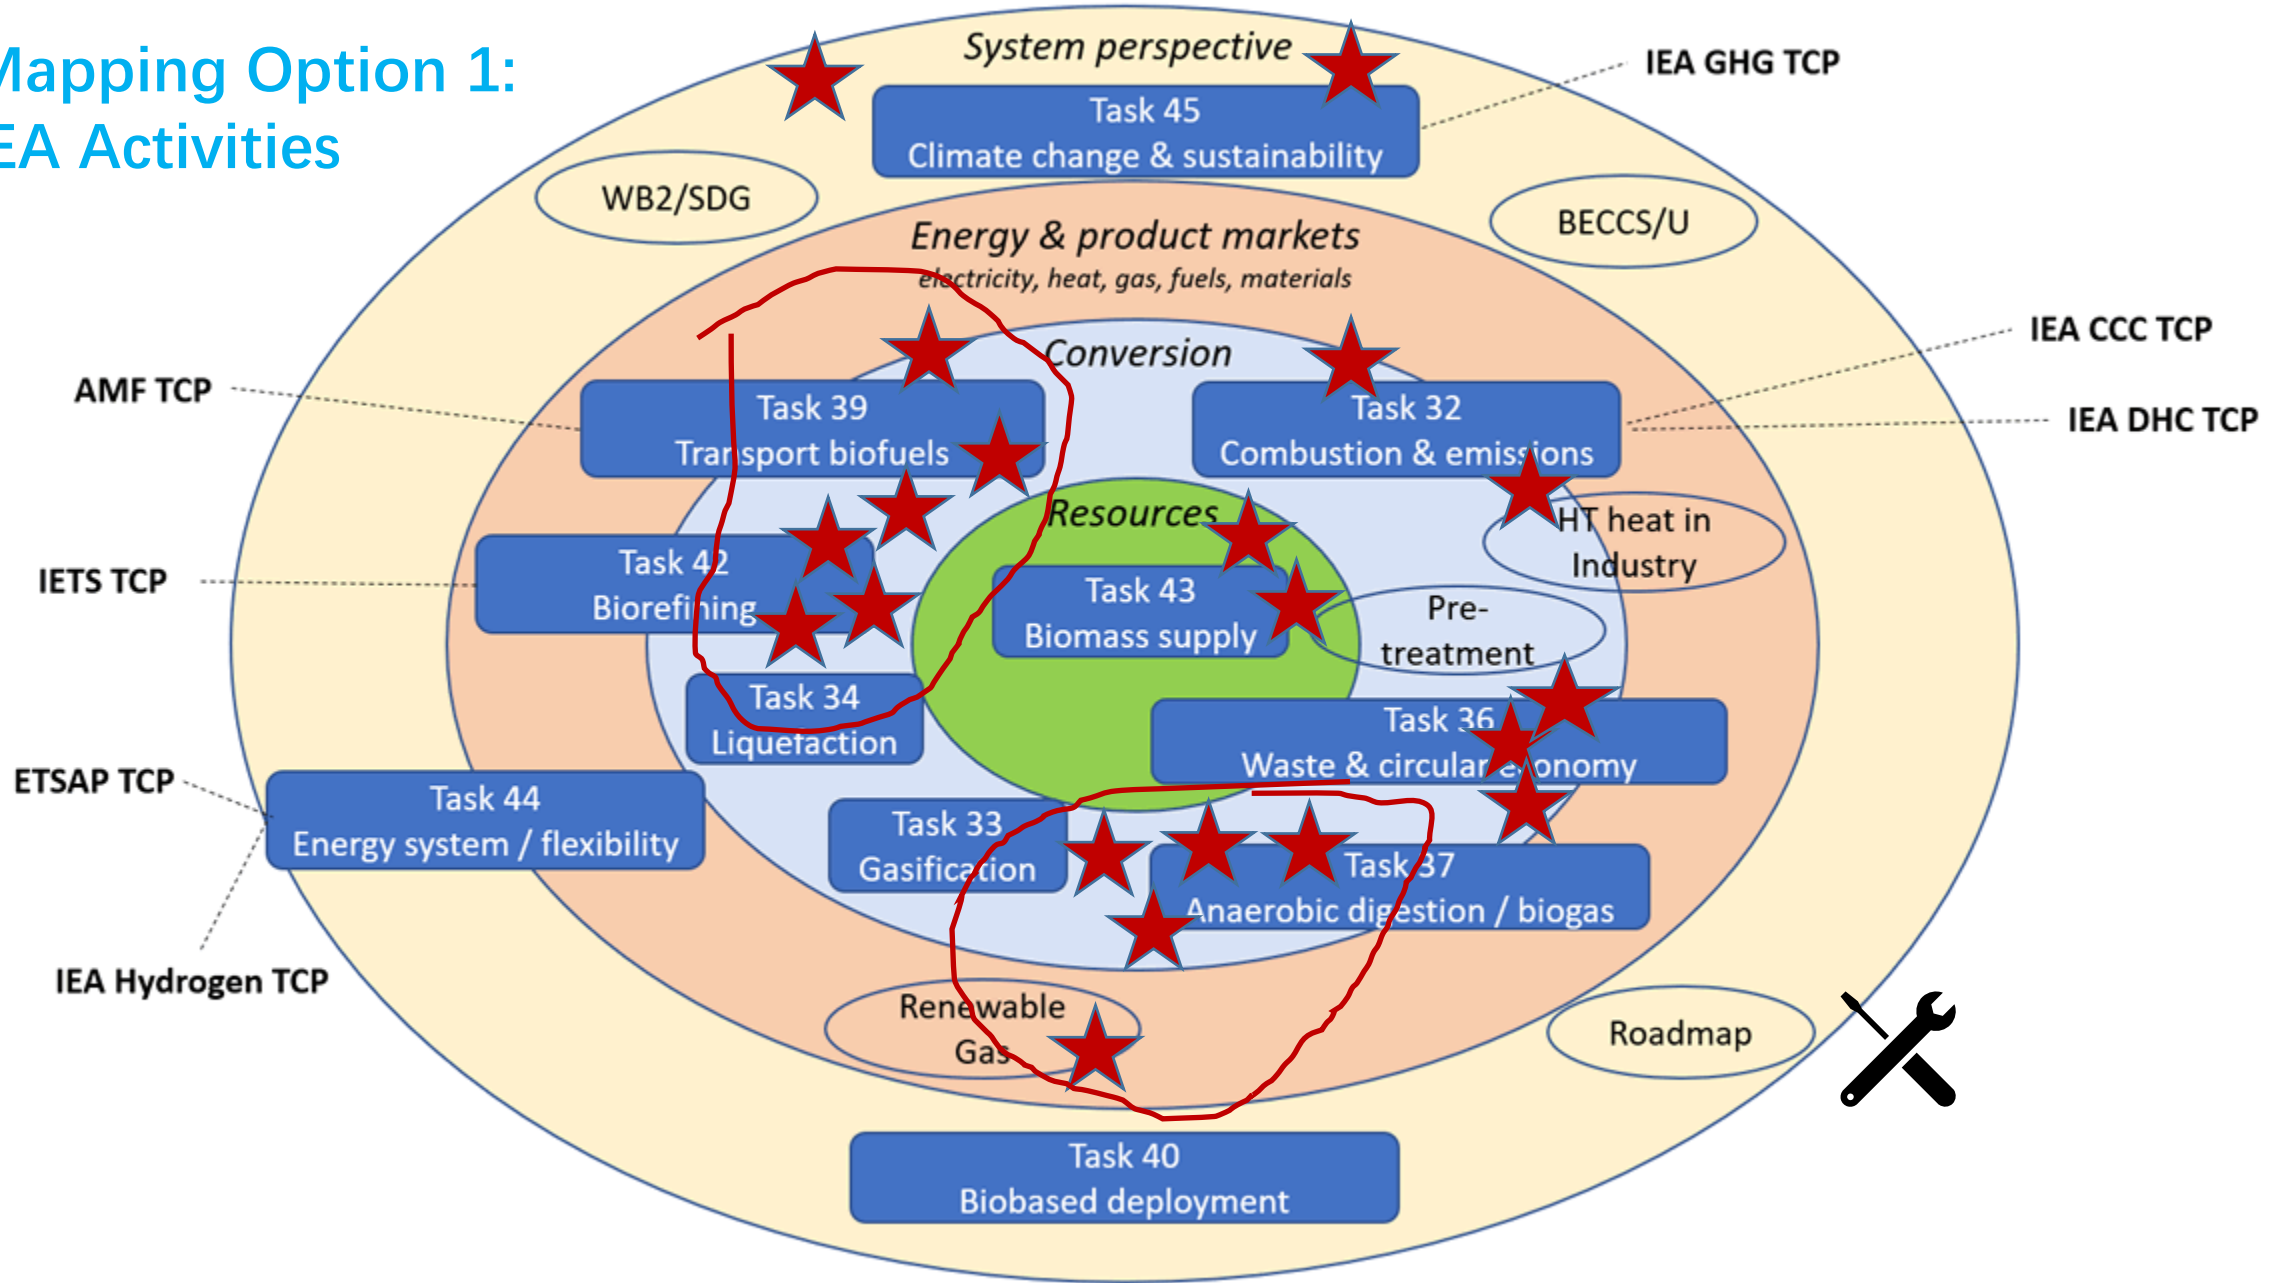 Mapping Option 1:
EA Activities
System perspective
Task 45
Climate change & sustainability
IEA GHG TCP
WB2/SDG
BECCS/U
Energy & product markets
electricity, heat, gas, fuels, materials
Conversion
IEA CCC TCP
AMF TCP
Task 39
Transport biofuels
Task 32
Combustion & emissions
IEA DHC TCP
Resources
HT heat in
Industry
IETS TCP
Task 42
Biorefining
Task 43
Biomass supply
Pre-
treatment
Task 34
Liquefaction
Task 36
Waste & circular economy
ETSAP TCP
Task 44
Energy system / flexibility
Task 33
Gasification
Task 37
Anaerobic digestion / biogas
IEA Hydrogen TCP
Renewable
Gas
Roadmap
Task 40
Biobased deployment